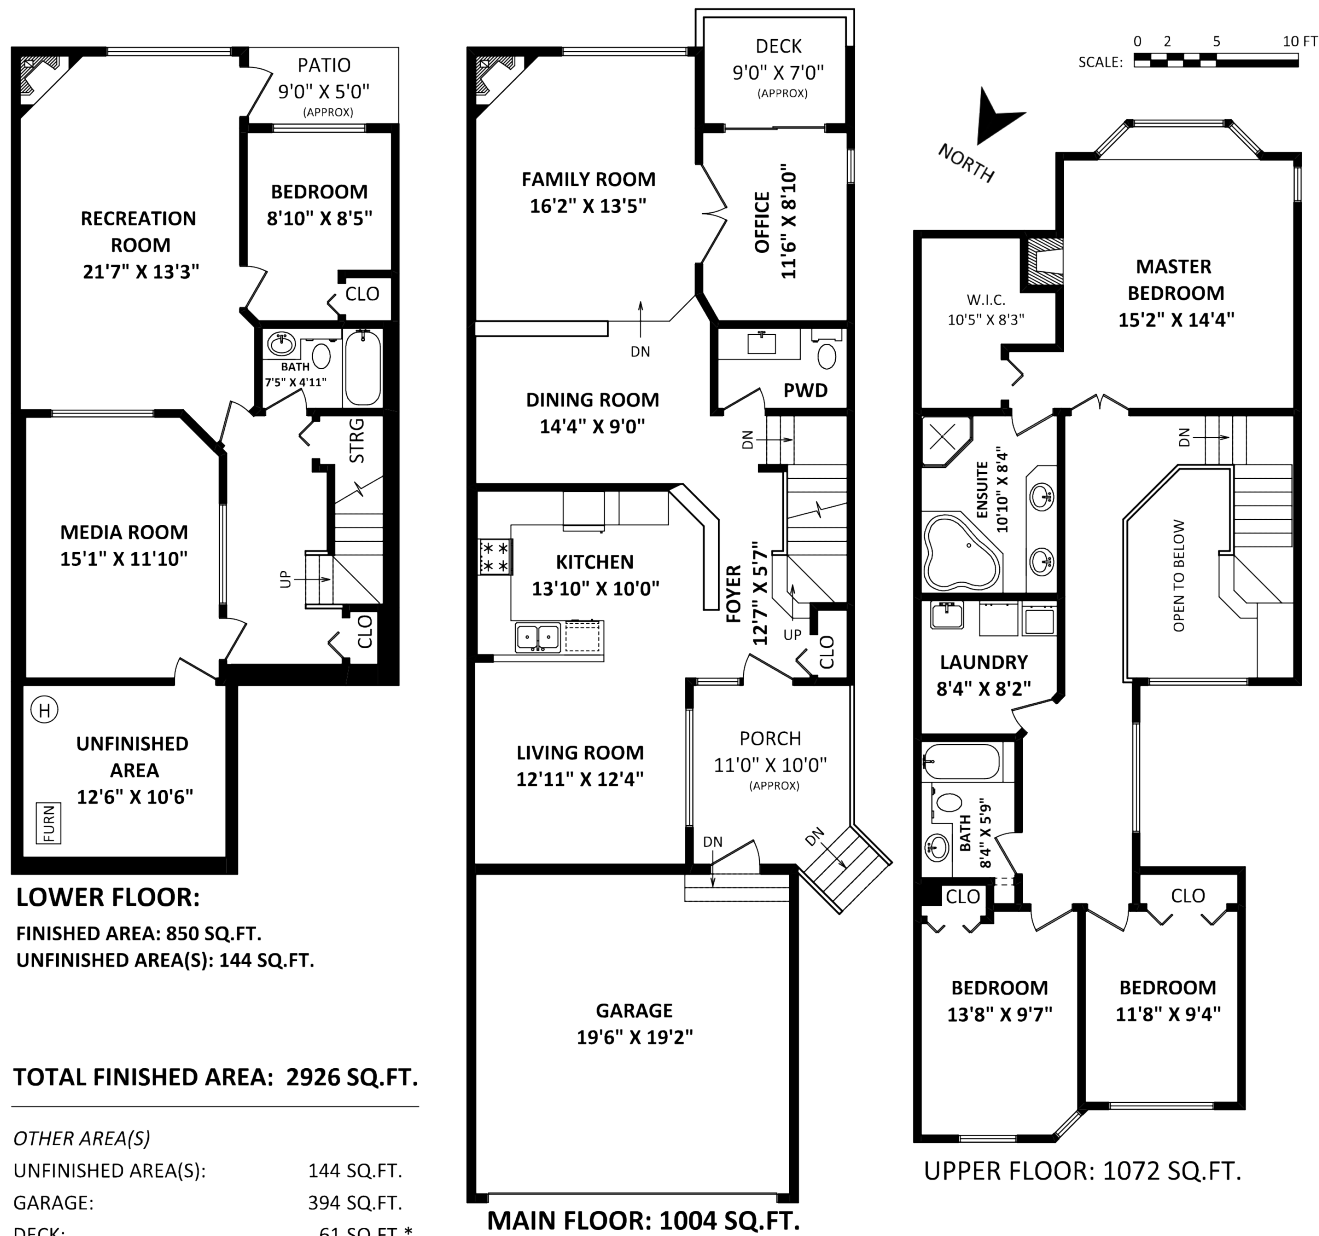 PATIO
9'0" X 5'0"
(APPROX)
BEDROOM
8'10" X 8'5"
RECREATION
ROOM
21'7" X 13'3"
CLO
BATH
7'5" X 4'11"
STRG
MEDIA ROOM
15'1" X 11'10"
UP
CLO
H
UNFINISHED
AREA
12'6" X 10'6"
FURN
LOWER FLOOR:
FINISHED AREA: 850 SQ.FT.
UNFINISHED AREA(S): 144 SQ.FT.
TOTAL FINISHED AREA: 2926 SQ.FT.
OTHER AREA(S)
UNFINISHED AREA(S): 144 SQ.FT.
GARAGE: 394 SQ.FT.
DECK: 61 SQ.FT.*
DECK
9'0" X 7'0"
(APPROX)
FAMILY ROOM
16'2" X 13'5"
OFFICE
11'6" X 8'10"
DN
DINING ROOM
14'4" X 9'0"
PWD
DN
KITCHEN
13'10" X 10'0"
FOYER
12'7" X 5'7"
UP
CLO
LIVING ROOM
12'11" X 12'4"
PORCH
11'0" X 10'0"
(APPROX)
DN
DN
GARAGE
19'6" X 19'2"
MAIN FLOOR: 1004 SQ.FT.
0 2 5 10 FT
SCALE:
NORTH
MASTER
BEDROOM
15'2" X 14'4"
W.I.C.
10'5" X 8'3"
DN
ENSUITE
10'10" X 8'4"
OPEN TO BELOW
LAUNDRY
8'4" X 8'2"
BATH
8'4" X 5'9"
CLO
CLO
BEDROOM
13'8" X 9'7"
BEDROOM
11'8" X 9'4"
UPPER FLOOR: 1072 SQ.FT.